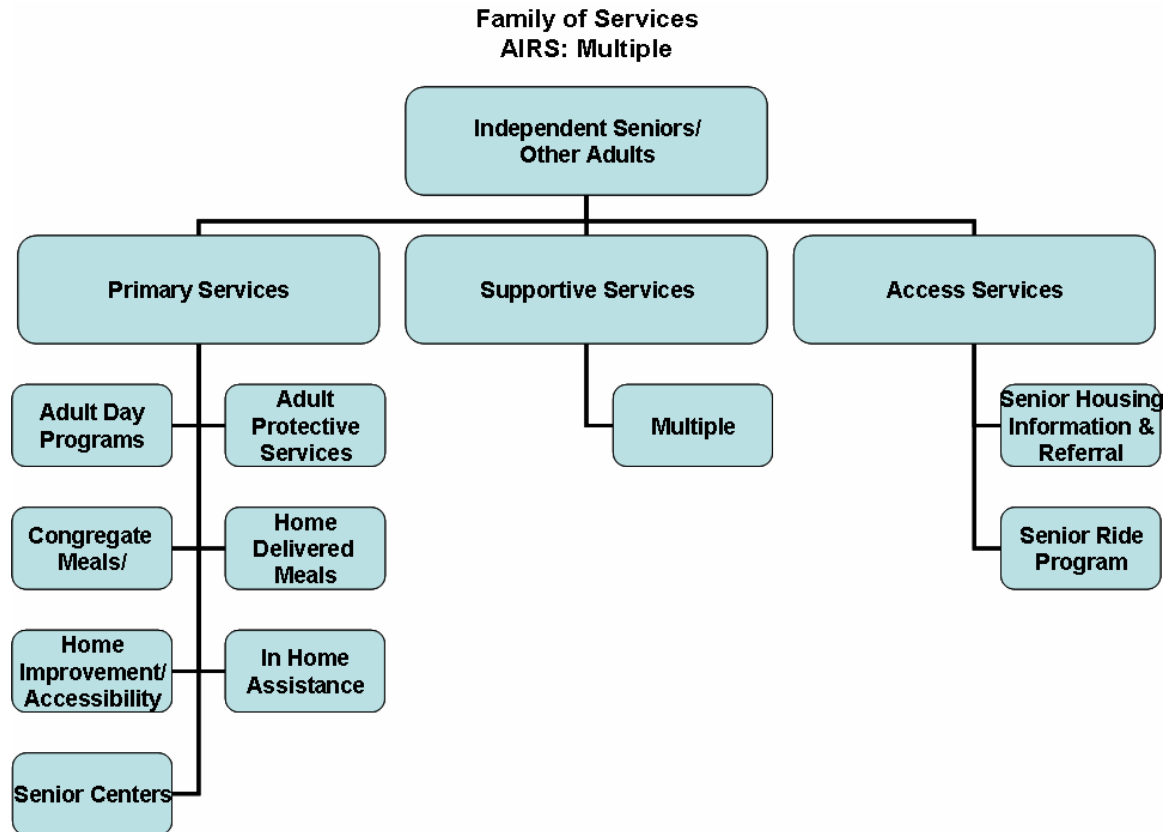 Family of Services
AIRS: Multiple
Independent Seniors/
Other Adults
Primary Services
Supportive Services
Access Services
Adult Day
Programs
Adult
Protective
Services
Multiple
Senior Housing
Information &
Referral
Congregate
Meals/
Home
Delivered
Meals
Senior Ride
Program
Home
Improvement/
Accessibility
In Home
Assistance
Senior Centers